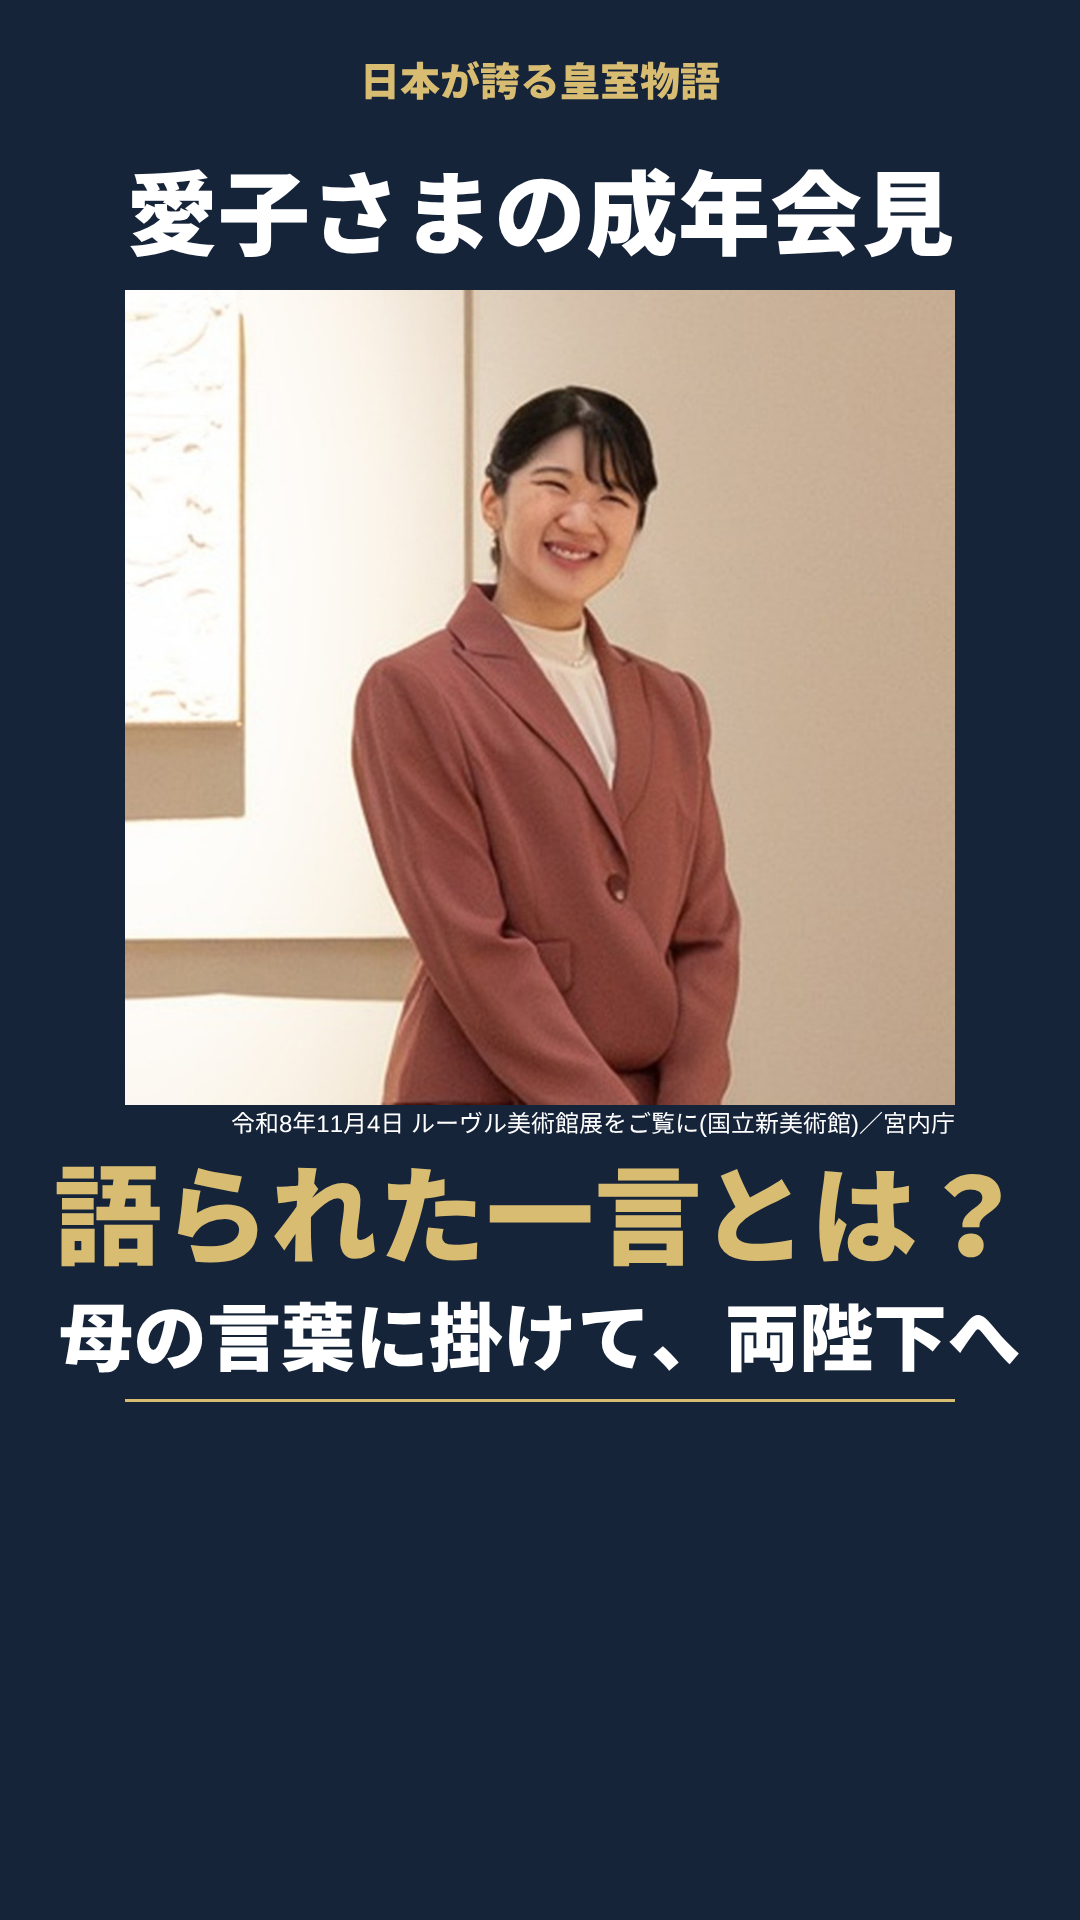 日本が誇る皇室物語
愛子さまの成年会見
令和8年11月4日 ルーヴル美術館展をご覧に(国立新美術館)／宮内庁
語られた一言とは？
母の言葉に掛けて、両陛下へ